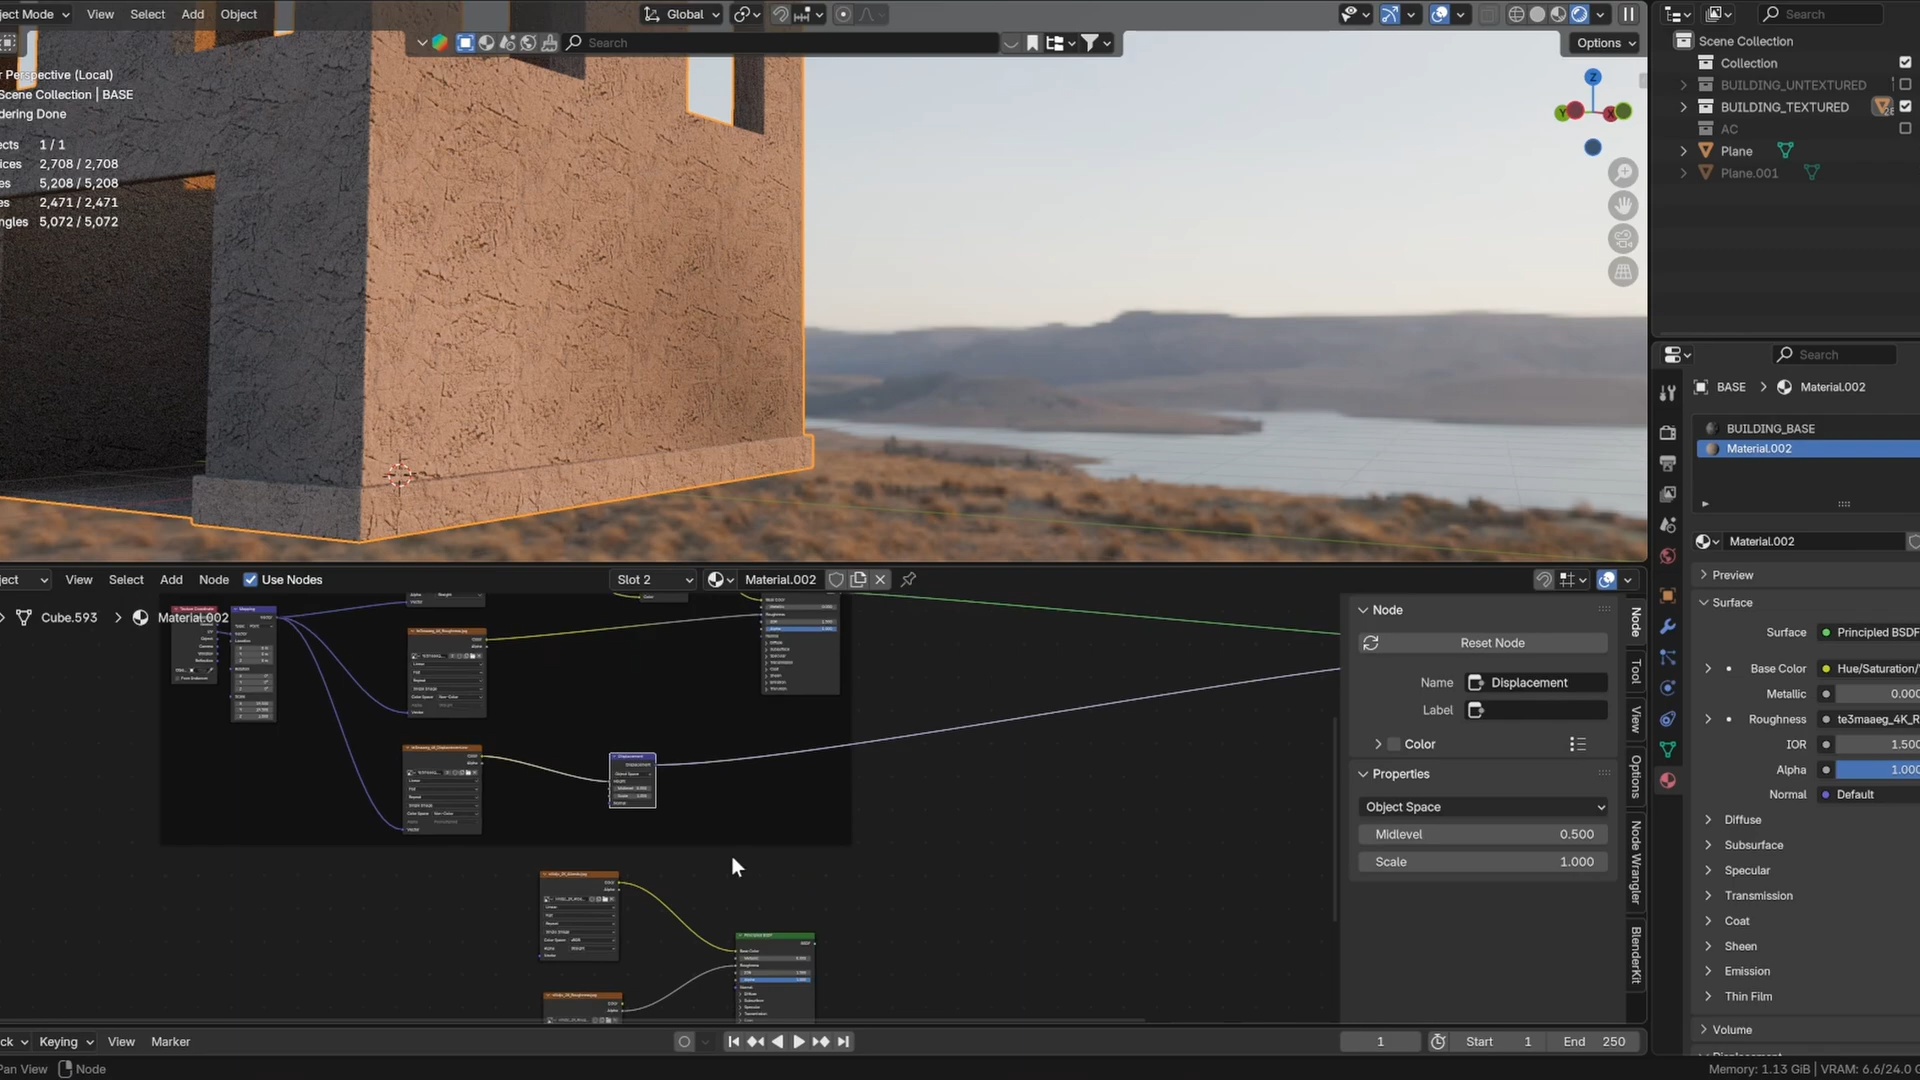 ject Mode View Select Add Object
Global
Search
Options
r Perspective (Local)
Scene Collection | BASE
dering Done
ects 1 / 1
ices 2,708 / 2,708
es 5,208 / 5,208
es 2,471 / 2,471
ngles 5,072 / 5,072
Z
Y
X
Search
Scene Collection
Collection
BUILDING_UNTEXTURED
BUILDING_TEXTURED
AC
Plane
Plane.001
Search
BASE > Material.002
BUILDING_BASE
Material.002
Material.002
Preview
Surface
Surface Principled BSDF
Base Color Hue/Saturation/
Metallic 0.000
Roughness te3maaeg_4K_R
IOR 1.500
Alpha 1.000
Normal Default
Diffuse
Subsurface
Specular
Transmission
Coat
Sheen
Emission
Thin Film
Volume
ject View Select Add Node Use Nodes Slot 2 Material.002
Cube.593 > Material.002
Texture Coordinate
Mapping
Displacement
Principled BSDF
Node
Reset Node
Name Displacement
Label
Color
Properties
Object Space
Midlevel 0.500
Scale 1.000
Node
Tool
View
Options
Node Wrangler
BlenderKit
ck Keying View Marker
1 Start 1 End 250
Pan View Node
Memory: 1.13 GiB | VRAM: 6.6/24.0 G